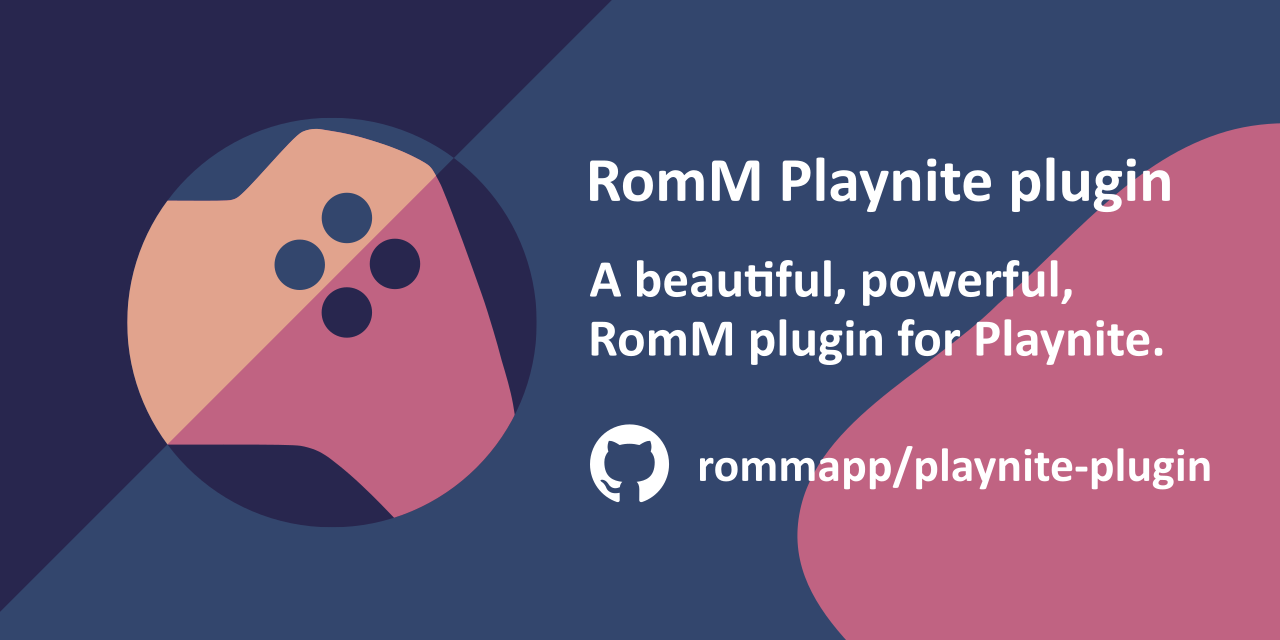 RomM Playnite plugin
A beautiful, powerful,
RomM plugin for Playnite.
rommapp/playnite-plugin